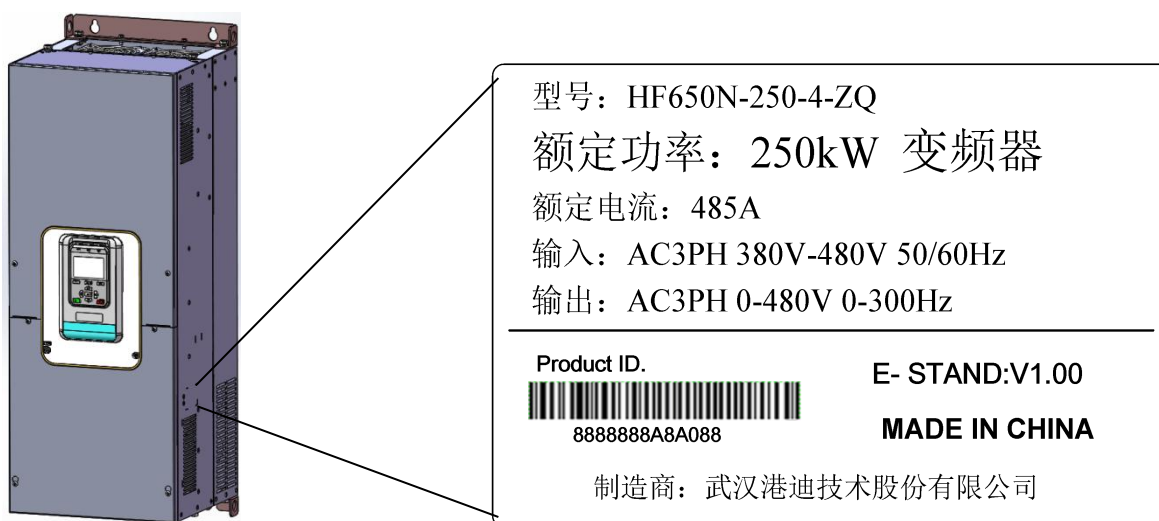 型号：HF650N-250-4-ZQ
额定功率：250kW 变频器
额定电流：485A
输入：AC3PH 380V-480V 50/60Hz
输出：AC3PH 0-480V 0-300Hz
Product ID.
8888888A8A088
E- STAND:V1.00
MADE IN CHINA
制造商：武汉港迪技术股份有限公司